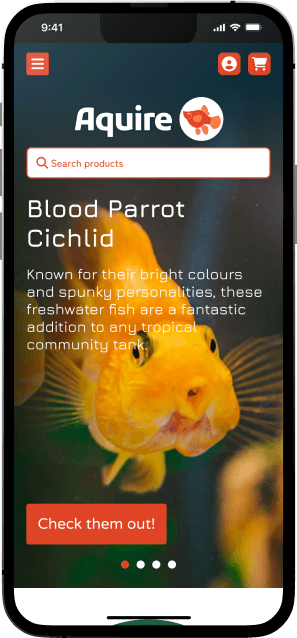 9:41
Aquire
Search products
Blood Parrot
Cichlid
Known for their bright colours
and spunky personalities, these
freshwater fish are a fantastic
addition to any tropical
community tank.
Check them out!